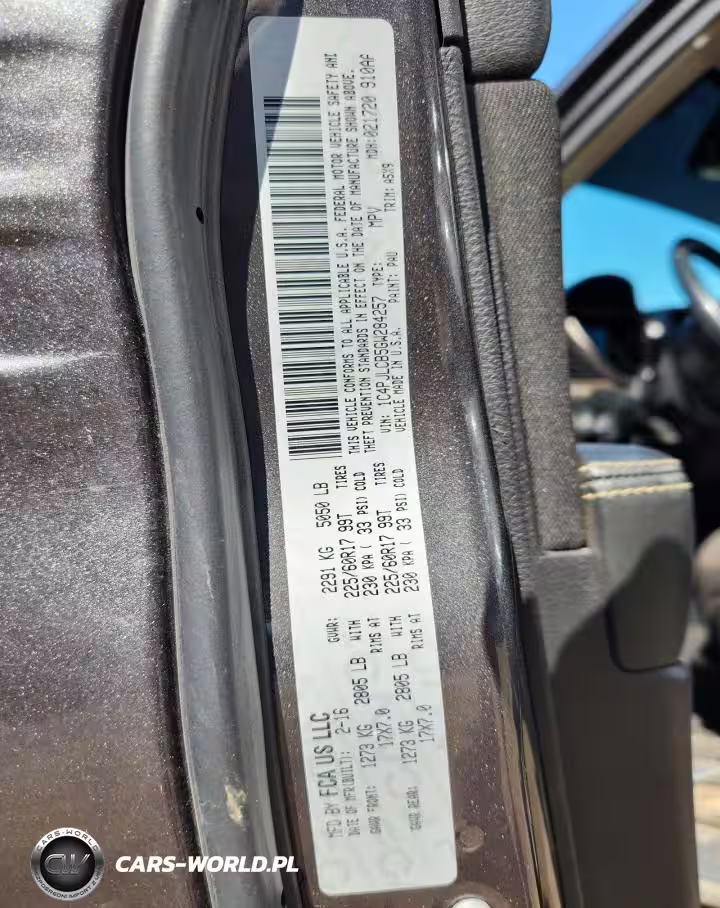 MFD BY FCA US LLC
DATE OF MFR(BUILT): 2-16 GVWR: 2291 KG 5050 LB
GAWR FRONT: 1273 KG 2805 LB WITH 225/60R17 99T TIRES
17X7.0 RIMS AT 230 KPA( 33 PSI) COLD
GAWR REAR: 1273 KG 2805 LB WITH 225/60R17 99T TIRES
17X7.0 RIMS AT 230 KPA( 33 PSI) COLD
THIS VEHICLE CONFORMS TO ALL APPLICABLE U.S.A. FEDERAL MOTOR VEHICLE SAFETY AND
THEFT PREVENTION STANDARDS IN EFFECT ON THE DATE OF MANUFACTURE SHOWN ABOVE.
VIN: 1C4PJLCB5GW284257 TYPE: MPV MDH:021720 910AF
VEHICLE MADE IN U.S.A. PAINT: PAU TRIM: A5X9
CARS-WORLD
CW
CARS-WORLD.PL